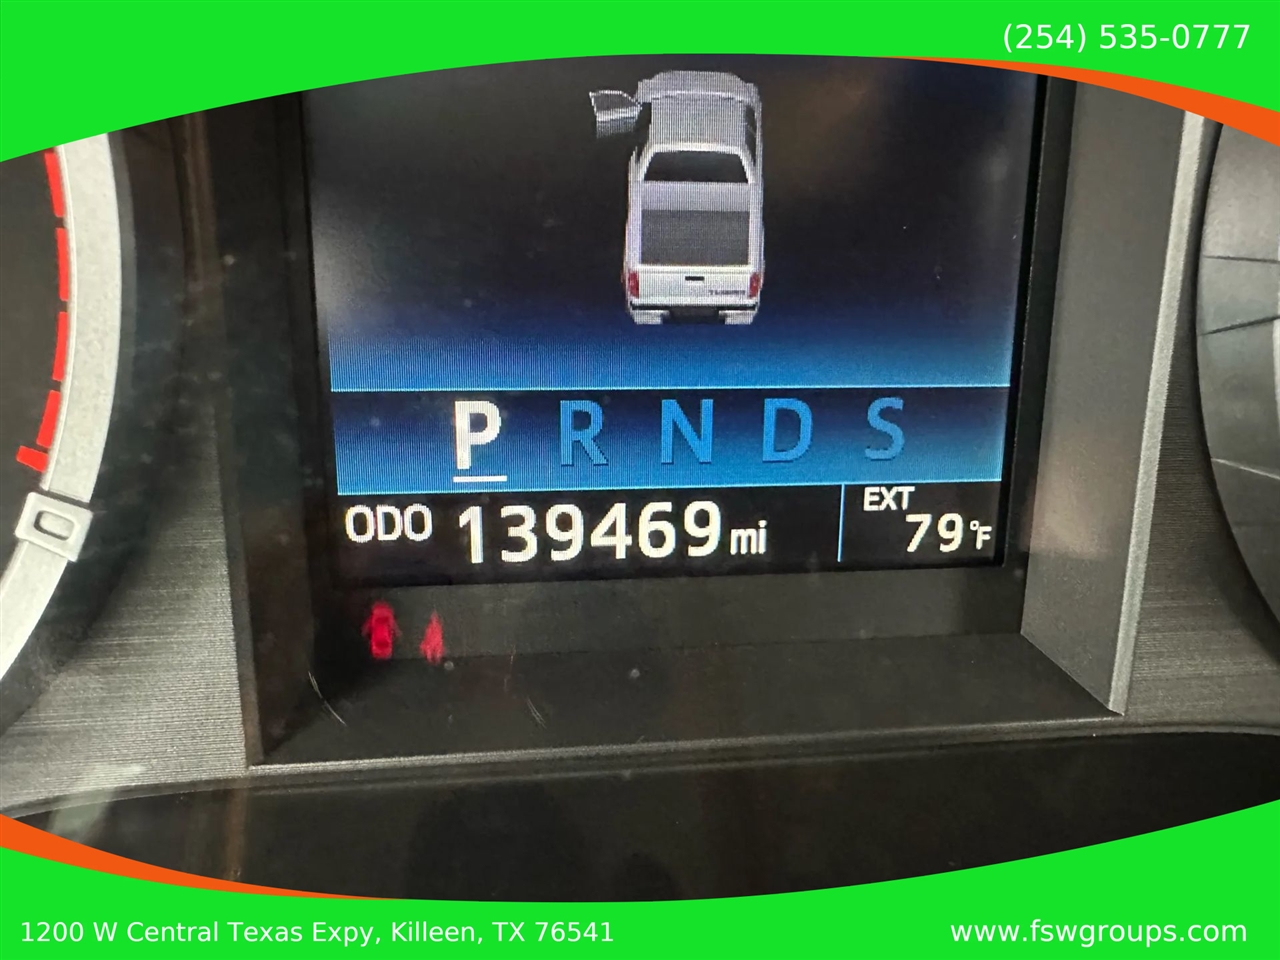 (254) 535-0777
P R N D S
ODO 139469 mi
EXT
79°F
1200 W Central Texas Expy, Killeen, TX 76541
www.fswgroups.com